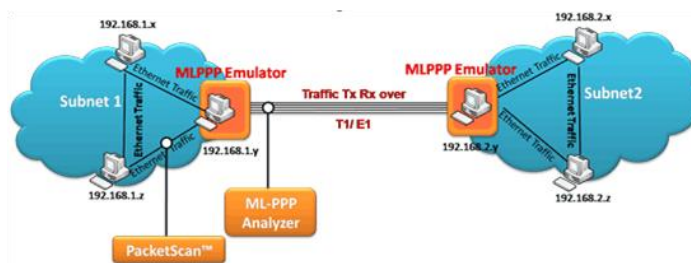 192.168.1.x
192.168.2.x
MLPPP Emulator
MLPPP Emulator
Ethernet Traffic
Ethernet Traffic
Subnet 1
Ethernet Traffic
Traffic Tx Rx over
Ethernet Traffic
Subnet2
T1/ E1
Ethernet Traffic
Ethernet Traffic
192.168.1.y
192.168.2.y
192.168.1.z
192.168.2.z
ML-PPP
Analyzer
PacketScan™